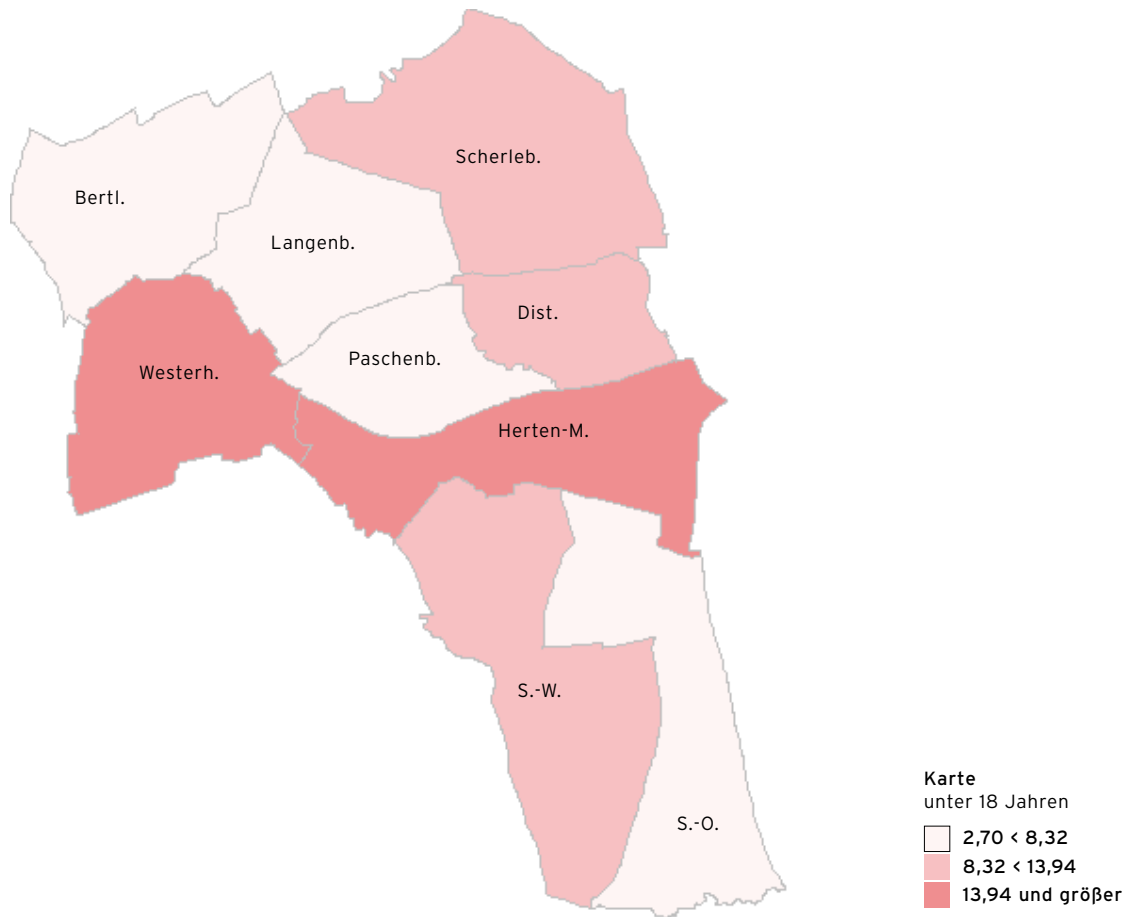 Scherleb.
Bertl.
Langenb.
Dist.
Paschenb.
Westerh.
Herten-M.
S.-W.
S.-O.
Karte
unter 18 Jahren
2,70 < 8,32
8,32 < 13,94
13,94 und größer